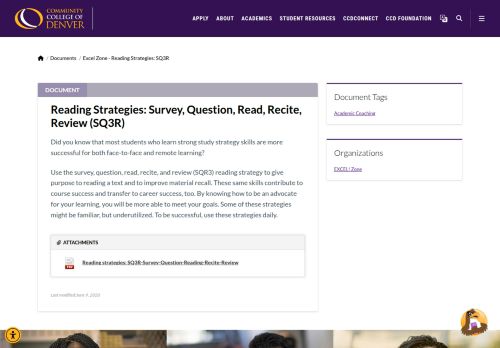 COMMUNITY
COLLEGE OF
DENVER
APPLY ABOUT ACADEMICS STUDENT RESOURCES CCDCONNECT CCD FOUNDATION
/ Documents / Excel Zone - Reading Strategies: SQ3R
DOCUMENT
Reading Strategies: Survey, Question, Read, Recite,
Review (SQ3R)
Did you know that most students who learn strong study strategy skills are more
successful for both face-to-face and remote learning?
Use the survey, question, read, recite, and review (SQR3) reading strategy to give
purpose to reading a text and to improve material recall. These same skills contribute to
course success and transfer to career success, too. By knowing how to be an advocate
for your learning, you will be more able to meet your goals. Some of these strategies
might be familiar, but underutilized. To be successful, use these strategies daily.
ATTACHMENTS
Reading strategies: SQ3R-Survey-Question-Reading-Recite-Review
Document Tags
Academic Coaching
Organizations
EXCEL! Zone